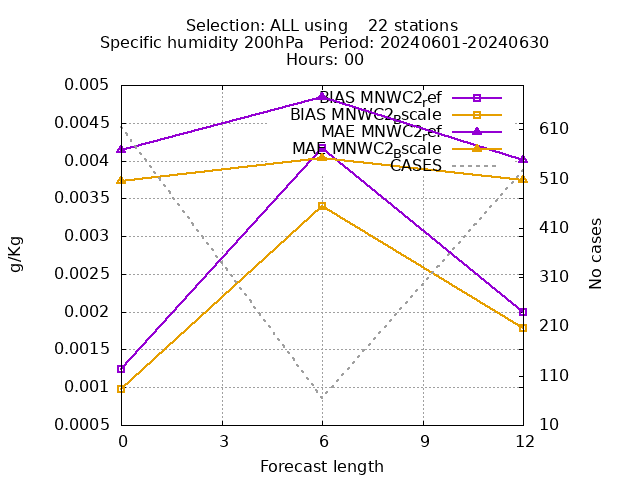 Selection: ALL using 22 stations
Specific humidity 200hPa Period: 20240601-20240630
Hours: 00
BIAS MNWC2_ref
BIAS MNWC2_Bscale
MAE MNWC2_ref
MAE MNWC2_Bscale
CASES
0.005
0.0045
0.004
0.0035
0.003
0.0025
0.002
0.0015
0.001
0.0005
g/Kg
610
510
410
310
210
110
10
No cases
0 3 6 9 12
Forecast length